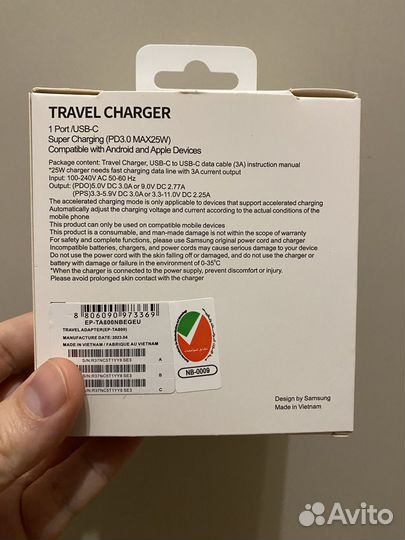 TRAVEL CHARGER
1 Port /USB-C
Super Charging (PD3.0 MAX25W)
Compatible with Android and Apple Devices
Package content: Travel Charger, USB-C to USB-C data cable (3A) instruction manual
*25W charger needs fast charging data line with 3A current output
Input: 100-240V AC 50-60 Hz
Output: (PDO)5.0V DC 3.0A or 9.0V DC 2.77A
(PPS)3.3-5.9V DC 3.0A or 3.3-11.0V DC 2.25A
The accelerated charging mode is only applicable to devices that support accelerated charging
Automatically adjust the charging voltage and current according to the actual conditions of the
mobile phone
This product can only be used on compatible mobile devices
This product is a consumable, and man-made damage is not within the scope of warranty
For safety and complete functions, please use Samsung original power cord and charger
Incompatible batteries, chargers, and power cords may cause serious damage to your device
Do not use the power cord with the skin falling off or damaged, and do not use the charger or
battery with damage or failure in the environment of 0-35°C
*When the charger is connected to the power supply, prevent discomfort or injury.
Please avoid prolonged skin contact with the charger
8 806090 973369
EP-TA800NBEGEU
TRAVEL ADAPTER(EP-TA800)
MANUFACTURE DATE :2023.04
MADE IN VIETNAM / FABRIQUE AU VIETNAM
S/N:R37NC5T1YY8 SE3 A
S/N:R37NC5T1YY8 SE3 B
S/N:R37NC5T1YY8 SE3 C
NB-0009
Design by Samsung
Made in Vietnam
Avito